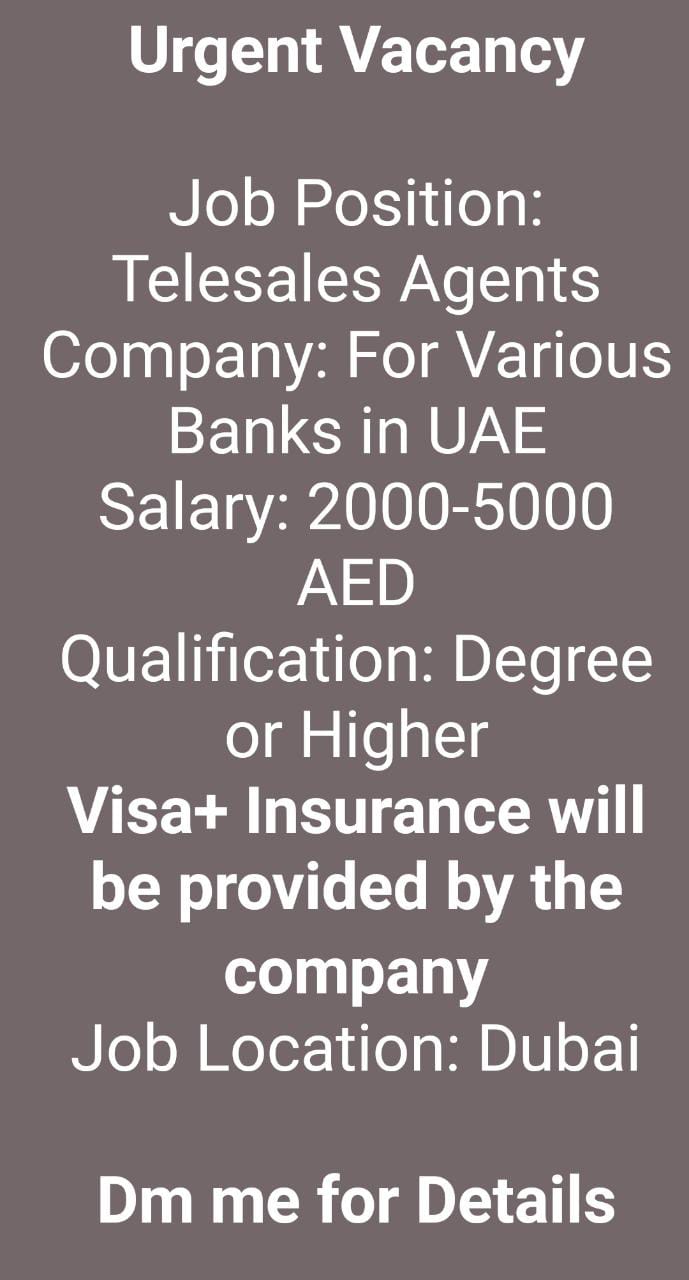 Urgent Vacancy
Job Position:
Telesales Agents
Company: For Various
Banks in UAE
Salary: 2000-5000
AED
Qualification: Degree
or Higher
Visa+ Insurance will
be provided by the
company
Job Location: Dubai
Dm me for Details